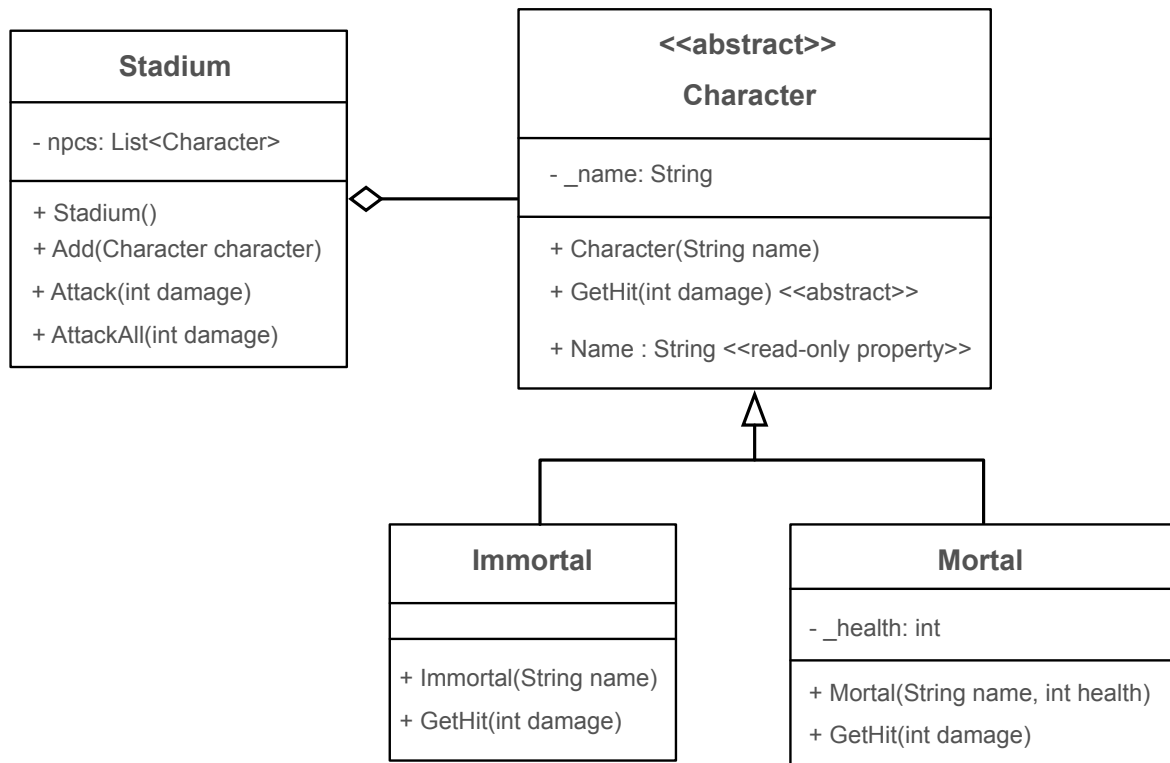 Stadium
- npcs: List<Character>
+ Stadium()
+ Add(Character character)
+ Attack(int damage)
+ AttackAll(int damage)
<<abstract>>
Character
- _name: String
+ Character(String name)
+ GetHit(int damage) <<abstract>>
+ Name : String <<read-only property>>
Immortal
+ Immortal(String name)
+ GetHit(int damage)
Mortal
- _health: int
+ Mortal(String name, int health)
+ GetHit(int damage)